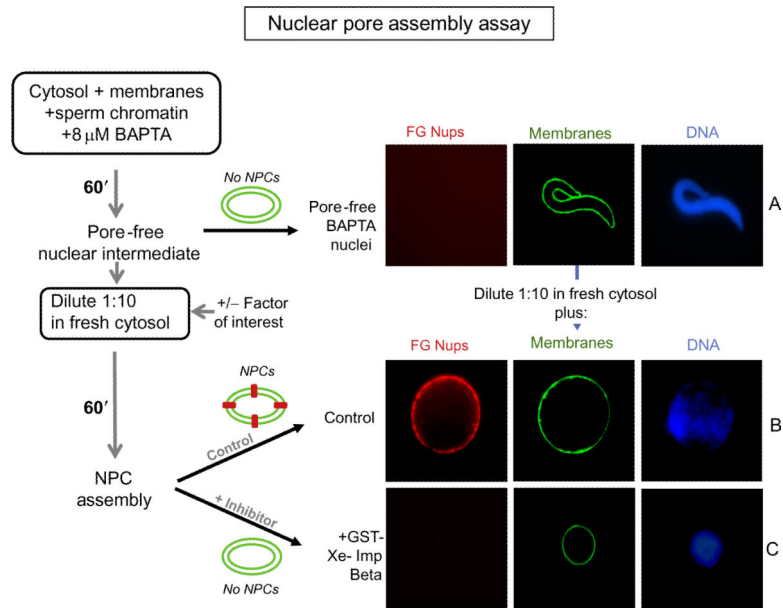 Nuclear pore assembly assay
Cytosol + membranes
+sperm chromatin
+8 μM BAPTA
60′
No NPCs
Pore-free
nuclear intermediate
Pore-free
BAPTA
nuclei
FG Nups
Membranes
DNA
A
Dilute 1:10
in fresh cytosol
+/– Factor
of interest
Dilute 1:10 in fresh cytosol
plus:
60′
NPC
assembly
NPCs
Control
Control
FG Nups
Membranes
DNA
B
+ Inhibitor
No NPCs
+GST-
Xe- Imp
Beta
C